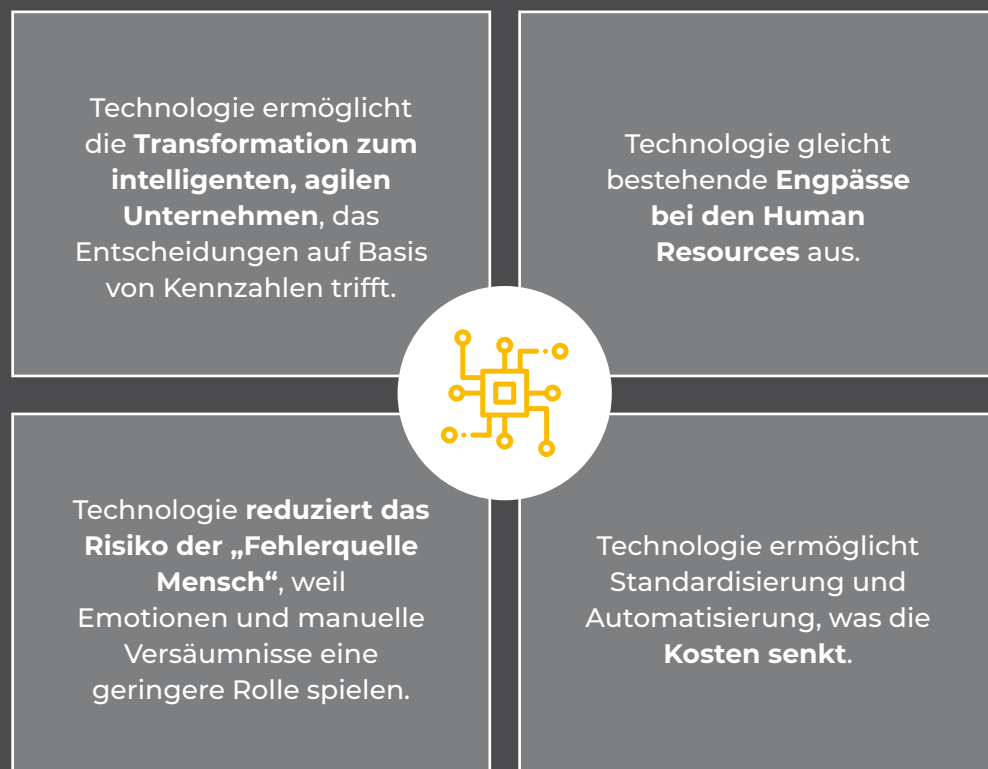 Technologie ermöglicht
die Transformation zum
intelligenten, agilen
Unternehmen, das
Entscheidungen auf Basis
von Kennzahlen trifft.
Technologie gleicht
bestehende Engpässe
bei den Human
Resources aus.
Technologie reduziert das
Risiko der „Fehlerquelle
Mensch“, weil
Emotionen und manuelle
Versäumnisse eine
geringere Rolle spielen.
Technologie ermöglicht
Standardisierung und
Automatisierung, was die
Kosten senkt.